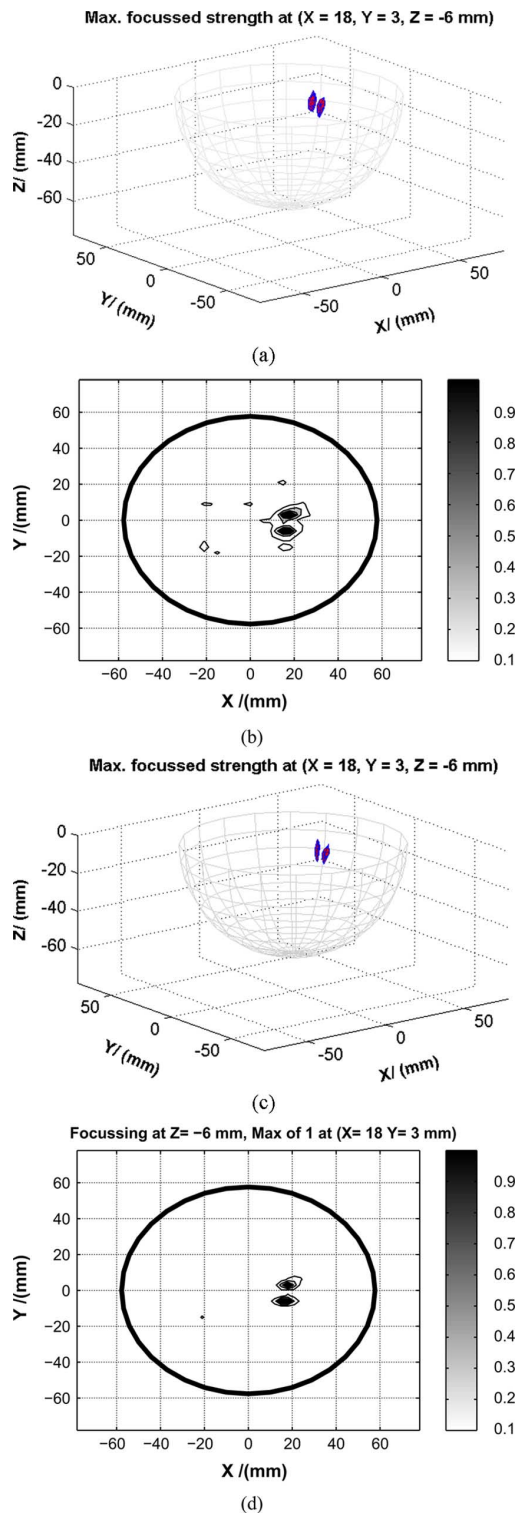 Max. focussed strength at (X = 18, Y = 3, Z = -6 mm)
0
-20
-40
-60
Z/ (mm)
50
0
-50
Y/ (mm)
-50
0
50
X/ (mm)
(a)
60
40
20
0
−20
−40
−60
Y /(mm)
−60 −40 −20 0 20 40 60
X /(mm)
0.9
0.8
0.7
0.6
0.5
0.4
0.3
0.2
0.1
(b)
Max. focussed strength at (X = 18, Y = 3, Z = -6 mm)
0
-20
-40
-60
Z/ (mm)
50
0
-50
Y/ (mm)
-50
0
50
X/ (mm)
(c)
Focussing at Z= −6 mm, Max of 1 at (X= 18 Y= 3 mm)
60
40
20
0
−20
−40
−60
Y /(mm)
−60 −40 −20 0 20 40 60
X /(mm)
0.9
0.8
0.7
0.6
0.5
0.4
0.3
0.2
0.1
(d)